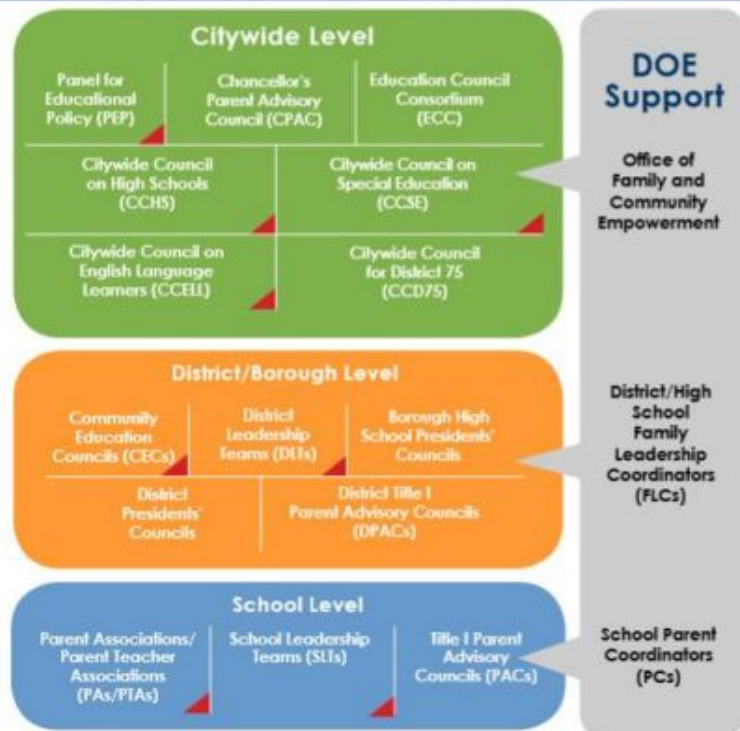 Citywide Level
Panel for
Educational
Policy (PEP)
Chancellor's
Parent Advisory
Council (CPAC)
Education Council
Consortium
(ECC)
Citywide Council
on High Schools
(CCHS)
Citywide Council on
Special Education
(CCSE)
Citywide Council on
English Language
Learners (CCELL)
Citywide Council
for District 75
(CCD75)
District/Borough Level
Community
Education
Councils (CECs)
District
Leadership
Teams (DLTs)
Borough High
School Presidents'
Councils
District
Presidents'
Councils
District Title I
Parent Advisory Councils
(DPACs)
School Level
Parent Associations/
Parent Teacher
Associations
(PAs/PTAs)
School Leadership
Teams (SLTs)
Title I Parent
Advisory
Councils (PACs)
DOE
Support
Office of
Family and
Community
Empowerment
District/High
School
Family
Leadership
Coordinators
(FLCs)
School Parent
Coordinators
(PCs)